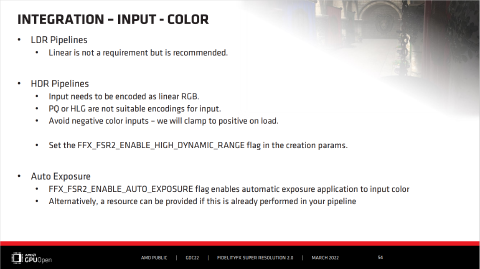 INTEGRATION – INPUT - COLOR
• LDR Pipelines
• Linear is not a requirement but is recommended.
• HDR Pipelines
• Input needs to be encoded as linear RGB.
• PQ or HLG are not suitable encodings for input.
• Avoid negative color inputs – we will clamp to positive on load.
• Set the FFX_FSR2_ENABLE_HIGH_DYNAMIC_RANGE flag in the creation params.
• Auto Exposure
• FFX_FSR2_ENABLE_AUTO_EXPOSURE flag enables automatic exposure application to input color
• Alternatively, a resource can be provided if this is already performed in your pipeline
AMD
GPUOpen
AMD PUBLIC | GDC22 | FIDELITYFX SUPER RESOLUTION 2.0 | MARCH 2022
54